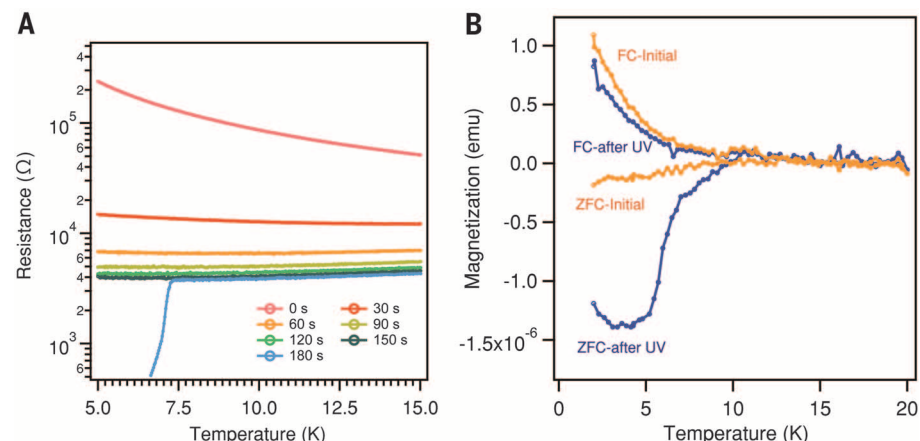 A
Resistance (Ω)
4
2
10^5
6
4
2
10^4
6
4
2
10^3
6
0 s
30 s
60 s
90 s
120 s
150 s
180 s
5.0
7.5
10.0
12.5
15.0
Temperature (K)
B
Magnetization (emu)
1.0
0.5
0.0
-0.5
-1.0
-1.5x10^-6
FC-Initial
FC-after UV
ZFC-Initial
ZFC-after UV
0
5
10
15
20
Temperature (K)